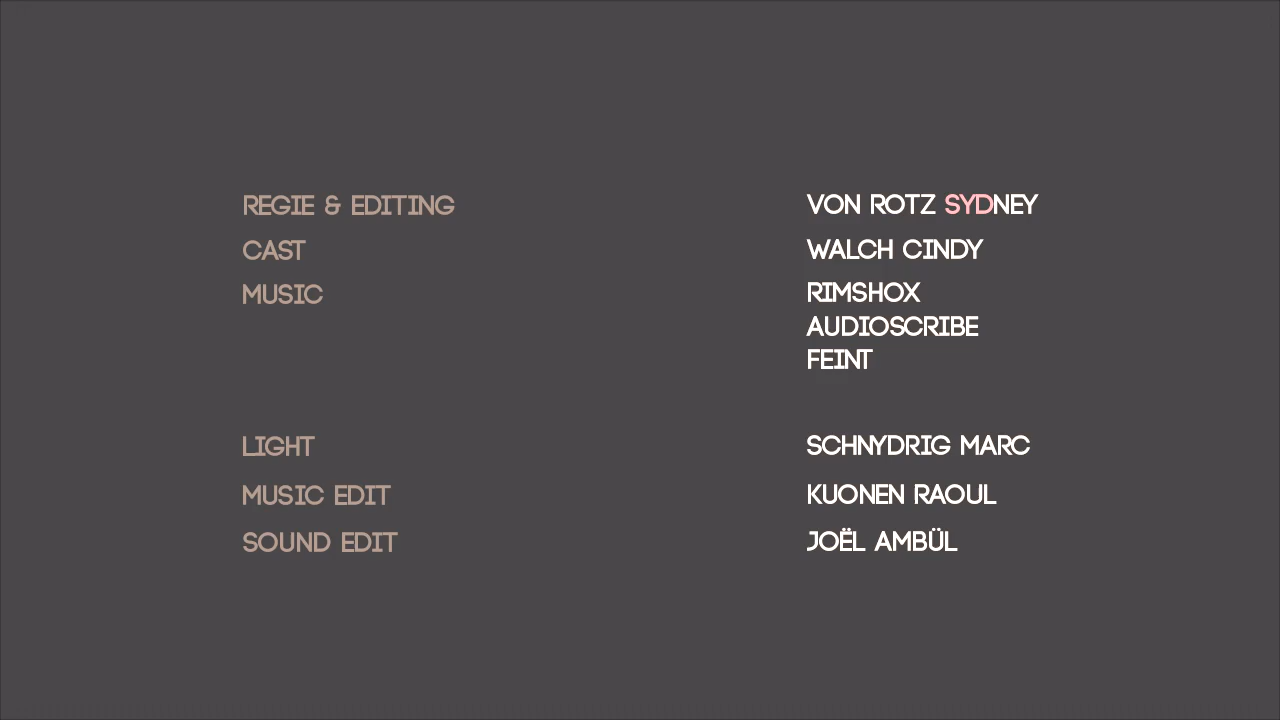 REGIE & EDITING VON ROTZ SYDNEY
CAST WALCH CINDY
MUSIC RIMSHOX
AUDIOSCRIBE
FEINT
LIGHT SCHNYDRIG MARC
MUSIC EDIT KUONEN RAOUL
SOUND EDIT JOËL AMBÜL